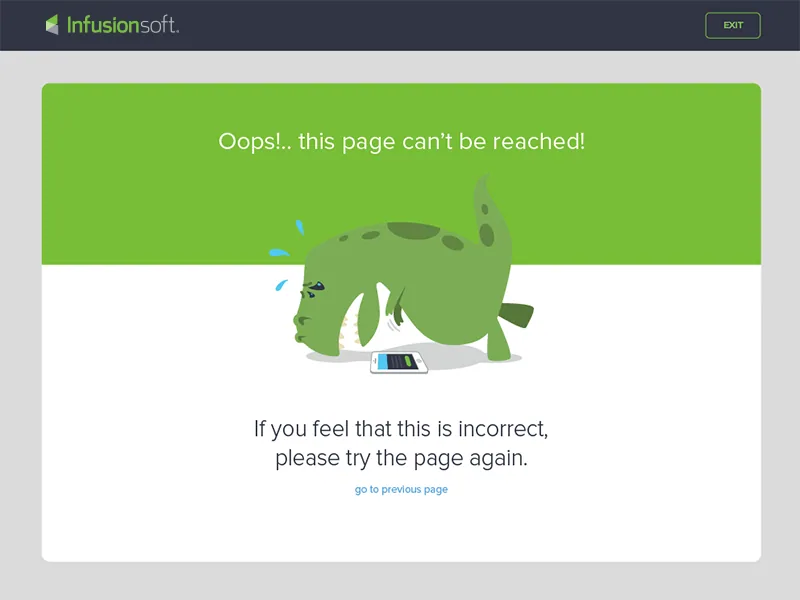 Infusionsoft.
EXIT
Oops!.. this page can't be reached!
If you feel that this is incorrect,
please try the page again.
go to previous page